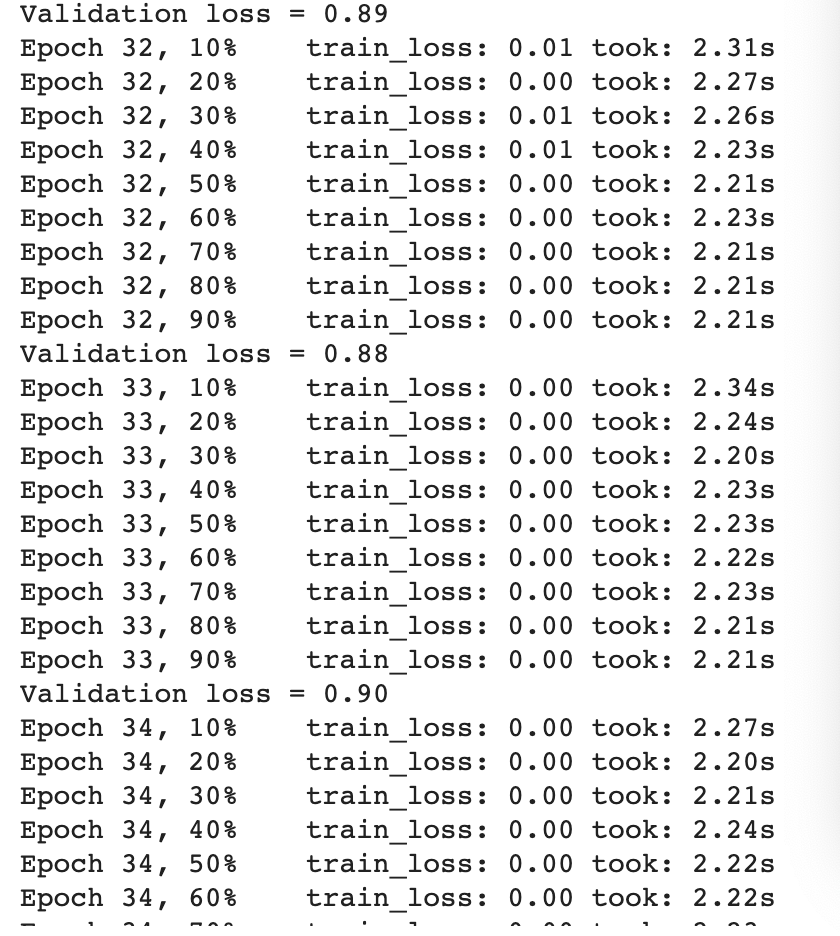 Validation loss = 0.89
Epoch 32, 10% train_loss: 0.01 took: 2.31s
Epoch 32, 20% train_loss: 0.00 took: 2.27s
Epoch 32, 30% train_loss: 0.01 took: 2.26s
Epoch 32, 40% train_loss: 0.01 took: 2.23s
Epoch 32, 50% train_loss: 0.00 took: 2.21s
Epoch 32, 60% train_loss: 0.00 took: 2.23s
Epoch 32, 70% train_loss: 0.00 took: 2.21s
Epoch 32, 80% train_loss: 0.00 took: 2.21s
Epoch 32, 90% train_loss: 0.00 took: 2.21s
Validation loss = 0.88
Epoch 33, 10% train_loss: 0.00 took: 2.34s
Epoch 33, 20% train_loss: 0.00 took: 2.24s
Epoch 33, 30% train_loss: 0.00 took: 2.20s
Epoch 33, 40% train_loss: 0.00 took: 2.23s
Epoch 33, 50% train_loss: 0.00 took: 2.23s
Epoch 33, 60% train_loss: 0.00 took: 2.22s
Epoch 33, 70% train_loss: 0.00 took: 2.23s
Epoch 33, 80% train_loss: 0.00 took: 2.21s
Epoch 33, 90% train_loss: 0.00 took: 2.21s
Validation loss = 0.90
Epoch 34, 10% train_loss: 0.00 took: 2.27s
Epoch 34, 20% train_loss: 0.00 took: 2.20s
Epoch 34, 30% train_loss: 0.00 took: 2.21s
Epoch 34, 40% train_loss: 0.00 took: 2.24s
Epoch 34, 50% train_loss: 0.00 took: 2.22s
Epoch 34, 60% train_loss: 0.00 took: 2.22s